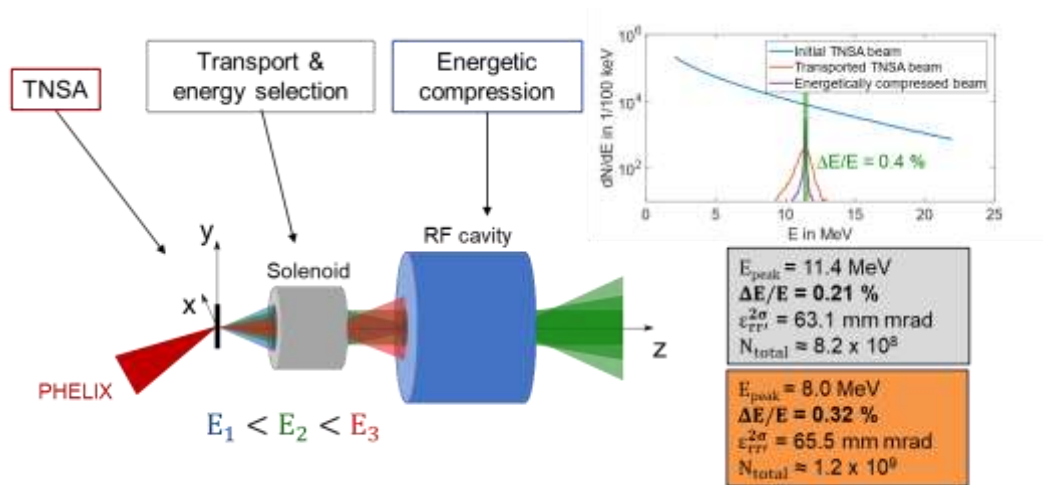 TNSA
Transport &
energy selection
Energetic
compression
y
x
z
Solenoid
RF cavity
PHELIX
E₁ < E₂ < E₃
dN/dE in 1/100 keV
10⁶
10⁴
10²
Initial TNSA beam
Transported TNSA beam
Energetically compressed beam
ΔE/E = 0.4 %
0 5 10 15 20 25
E in MeV
E_peak = 11.4 MeV
ΔE/E = 0.21 %
ε_rr′^2σ = 63.1 mm mrad
N_total ≈ 8.2 x 10⁸
E_peak = 8.0 MeV
ΔE/E = 0.32 %
ε_rr′^2σ = 65.5 mm mrad
N_total ≈ 1.2 x 10⁹